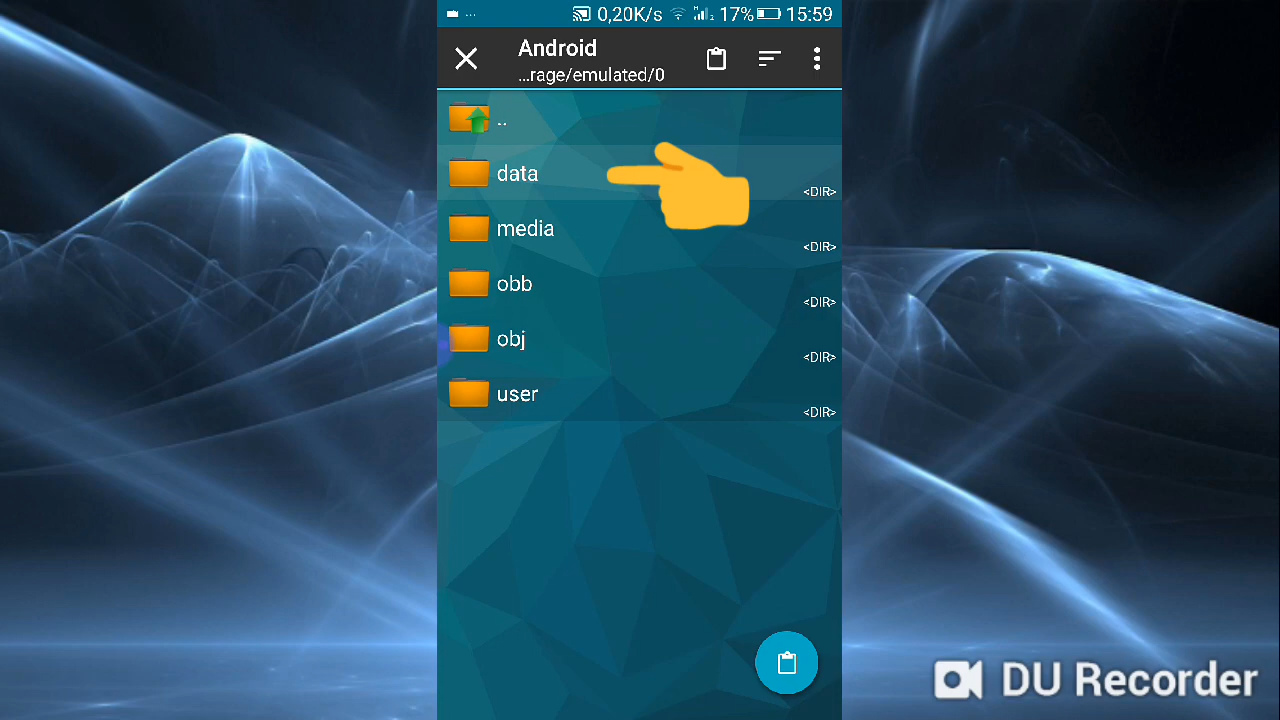 ... 0,20K/s 2 17% 15:59
Android
...rage/emulated/0
..
data
<DIR>
media
<DIR>
obb
<DIR>
obj
<DIR>
user
<DIR>
DU Recorder